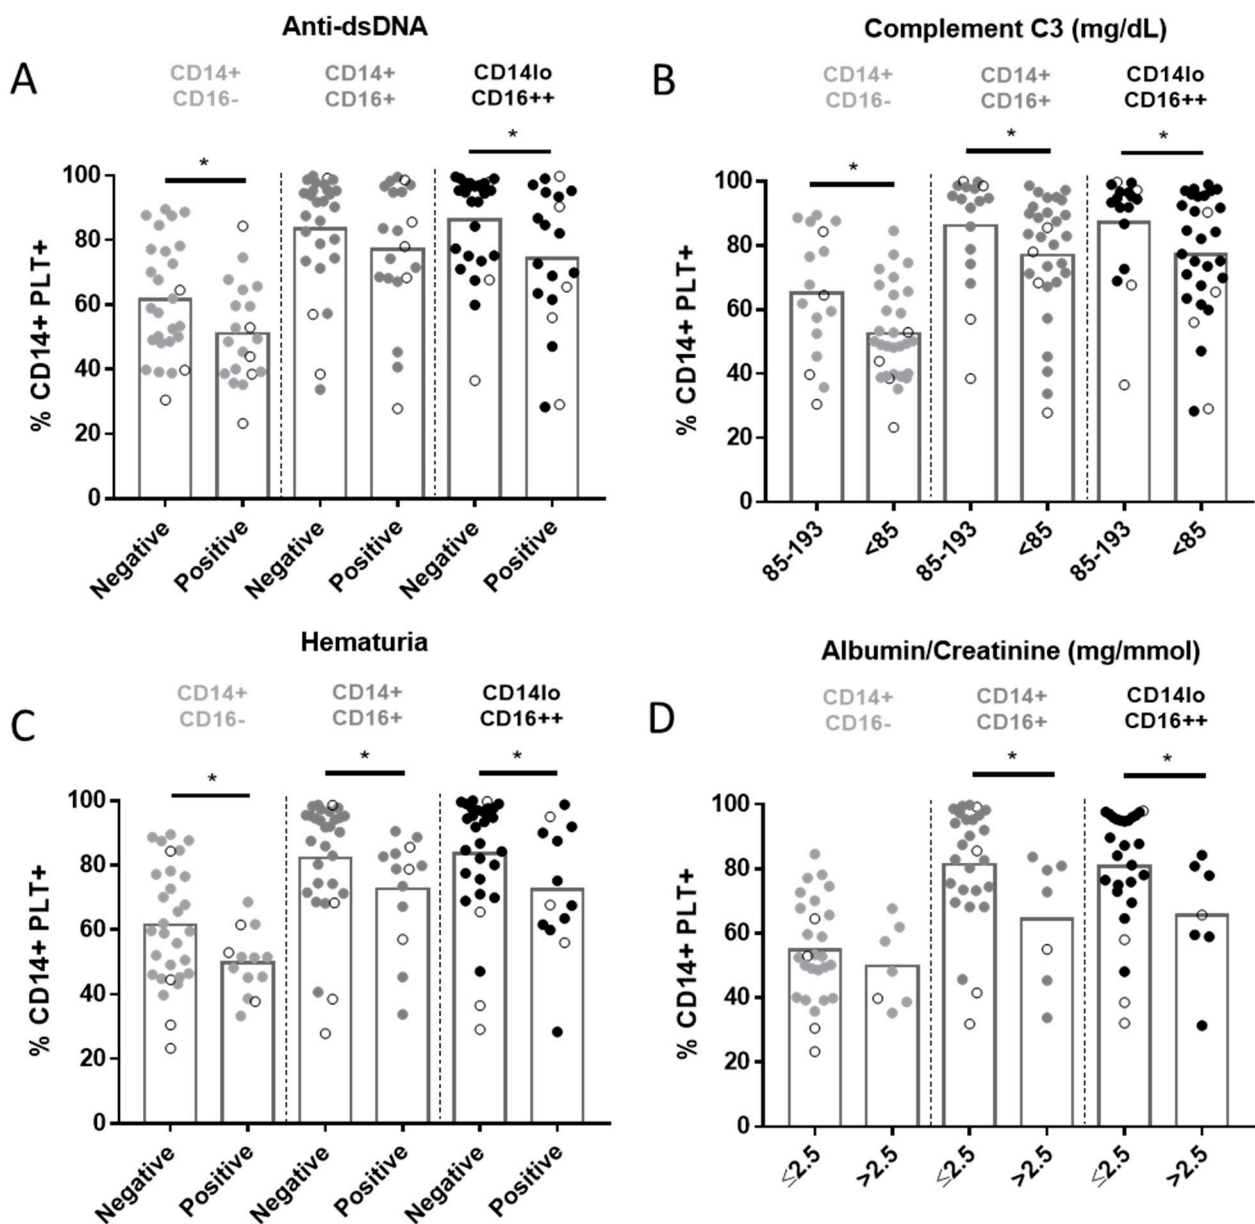 A
Anti-dsDNA
CD14+ CD14+ CD14lo
CD16- CD16+ CD16++
* *
% CD14+ PLT+
100
80
60
40
20
0
Negative Positive Negative Positive Negative Positive
B
Complement C3 (mg/dL)
CD14+ CD14+ CD14lo
CD16- CD16+ CD16++
* * *
% CD14+ PLT+
100
80
60
40
20
0
85-193 <85 85-193 <85 85-193 <85
C
Hematuria
CD14+ CD14+ CD14lo
CD16- CD16+ CD16++
* * *
% CD14+ PLT+
100
80
60
40
20
0
Negative Positive Negative Positive Negative Positive
D
Albumin/Creatinine (mg/mmol)
CD14+ CD14+ CD14lo
CD16- CD16+ CD16++
* *
% CD14+ PLT+
100
80
60
40
20
0
≤2.5 >2.5 ≤2.5 >2.5 ≤2.5 >2.5